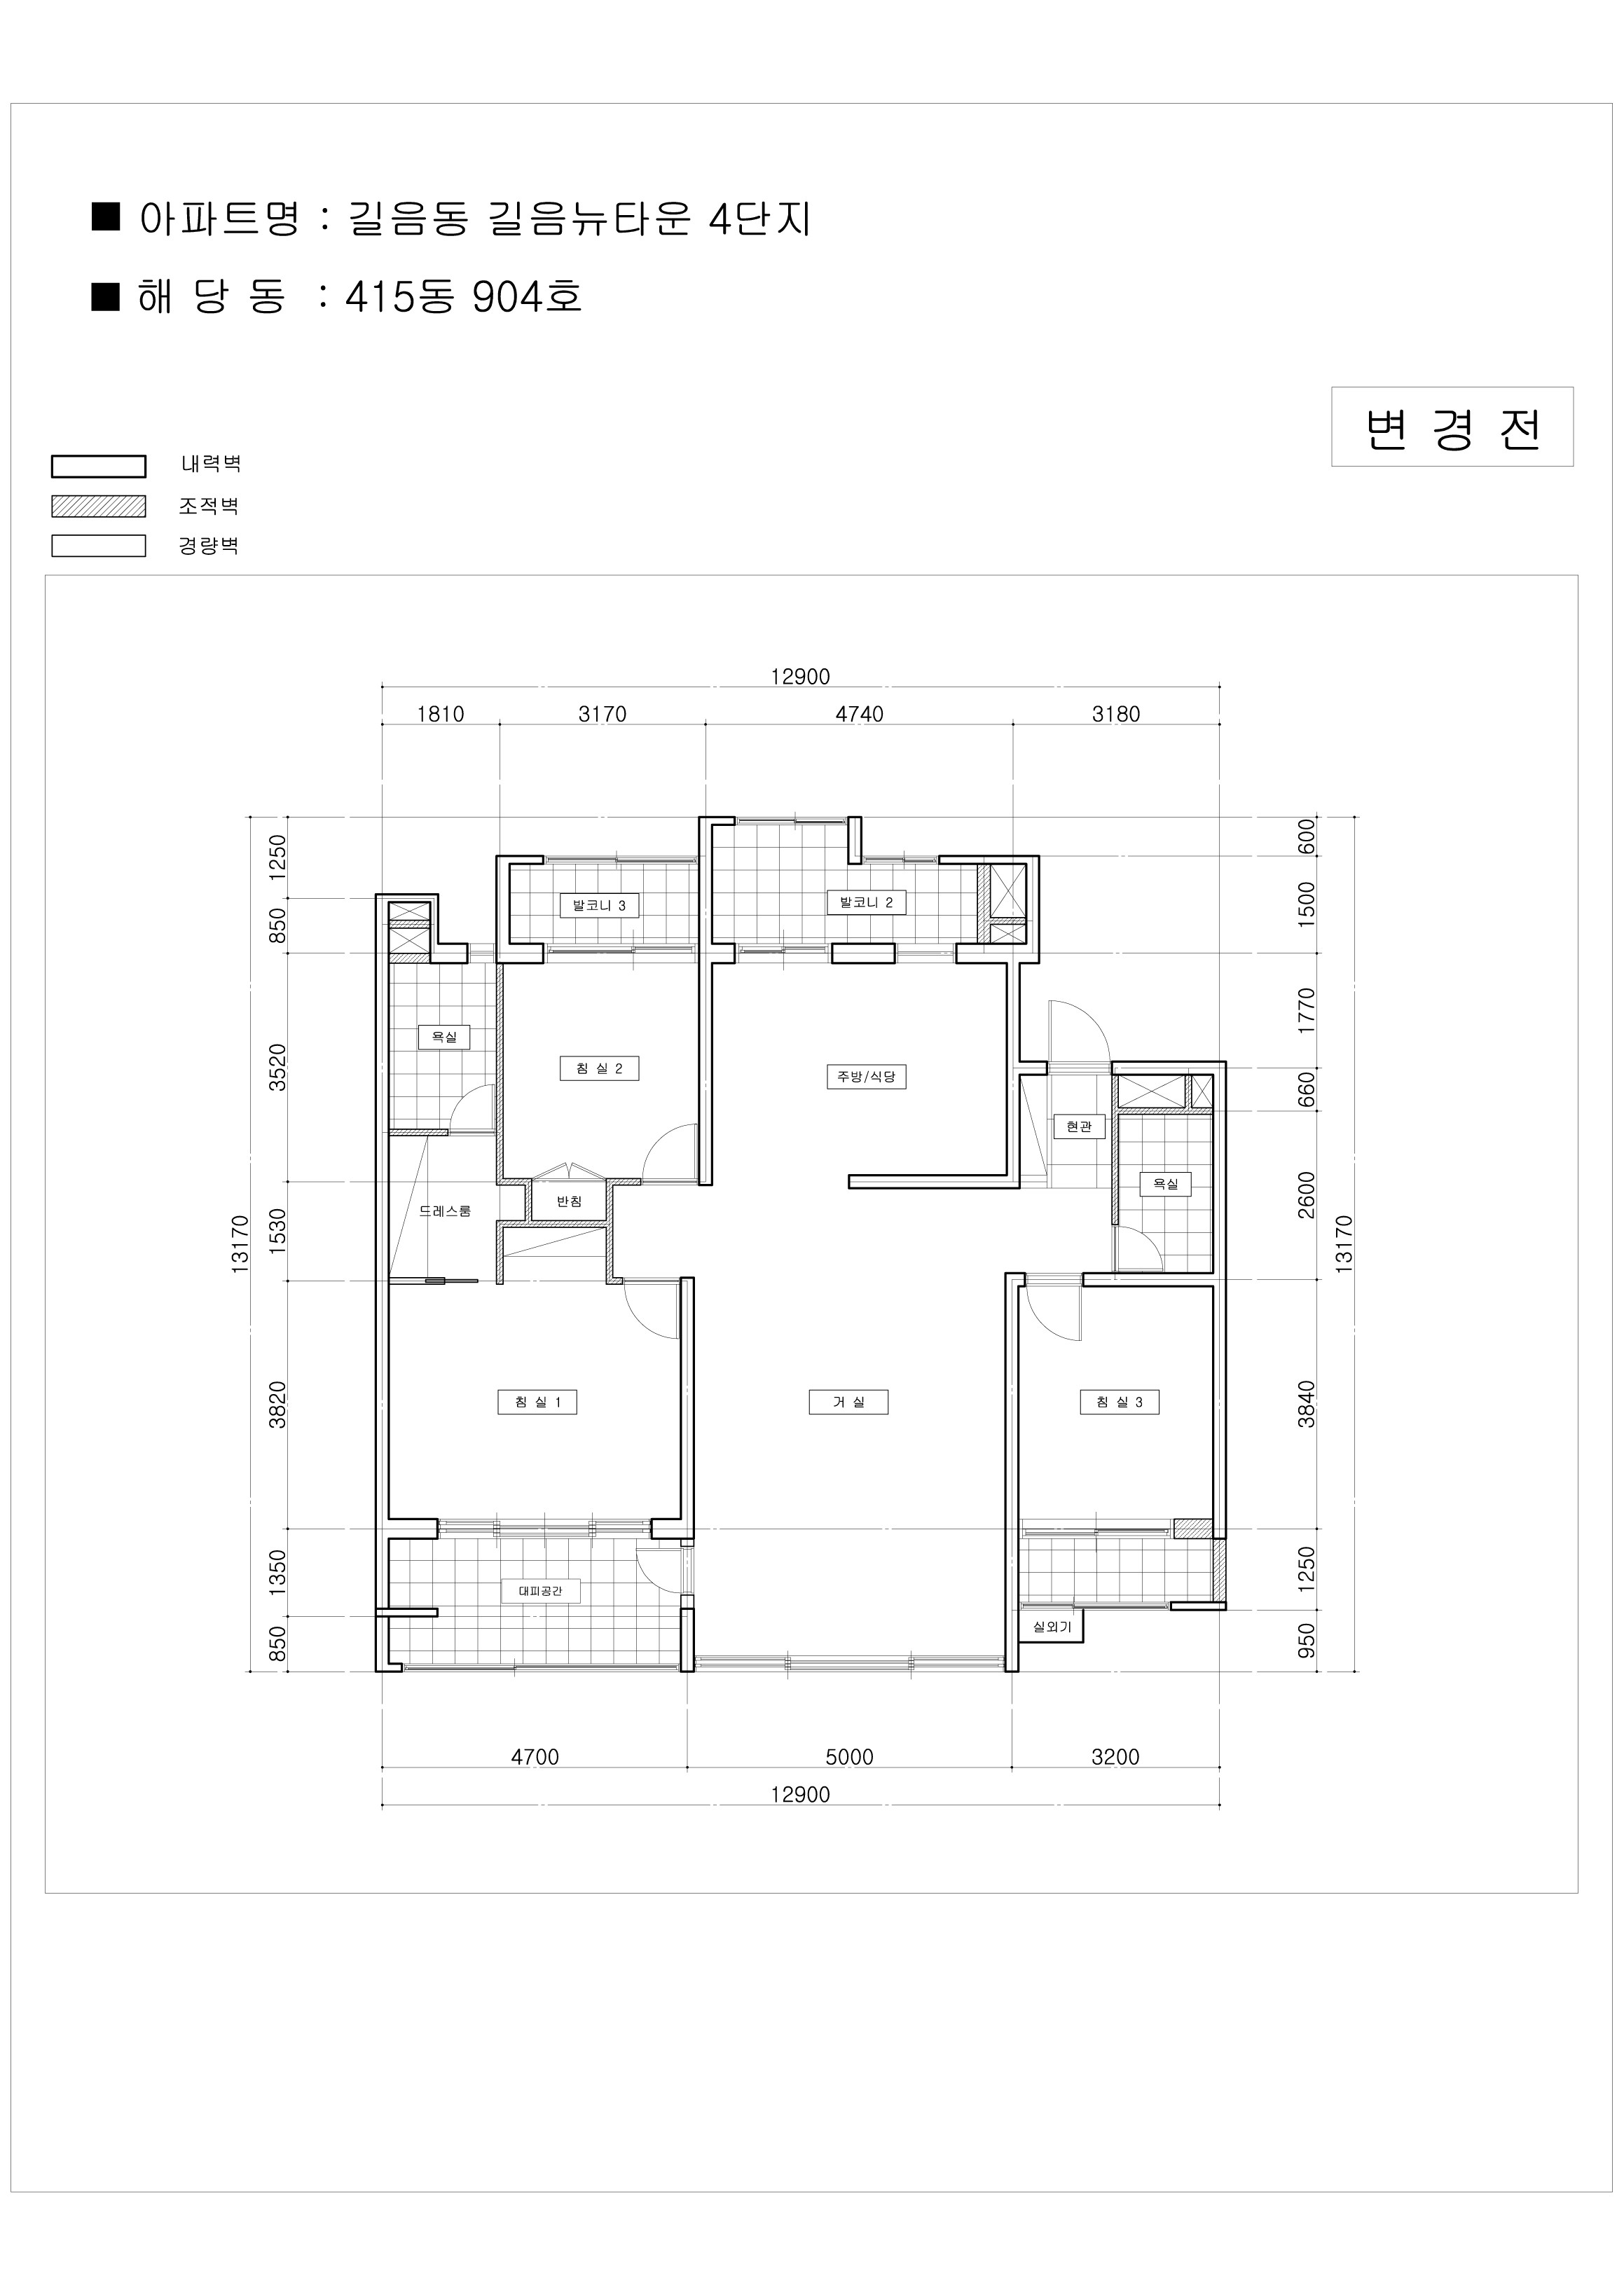 ■ 아파트명 : 길음동 길음뉴타운 4단지
■ 해 당 동 : 415동 904호
변 경 전
내력벽
조적벽
경량벽
12900
1810 3170 4740 3180
1250
850
3520
1530
3820
1350
850
13170
600
1500
1770
660
2600
3840
1250
950
13170
발코니 3
발코니 2
욕실
침 실 2
주방/식당
현관
욕실
반침
드레스룸
침 실 1
거 실
침 실 3
대피공간
실외기
4700 5000 3200
12900